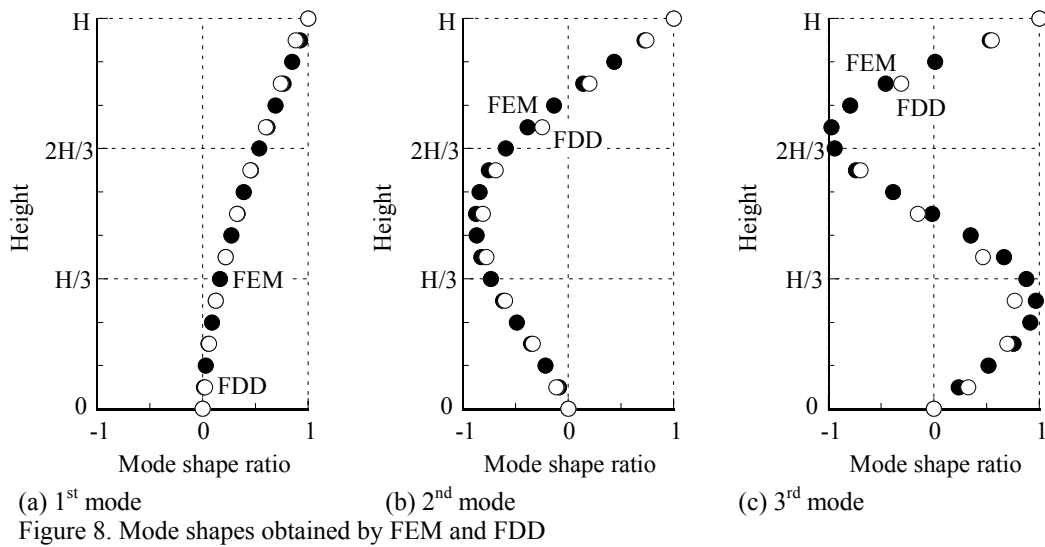 H
2H/3
H/3
0
Height
FEM
FDD
-1 0 1
Mode shape ratio
(a) 1st mode
H
2H/3
H/3
0
Height
FEM
FDD
-1 0 1
Mode shape ratio
(b) 2nd mode
H
2H/3
H/3
0
Height
FEM
FDD
-1 0 1
Mode shape ratio
(c) 3rd mode
Figure 8. Mode shapes obtained by FEM and FDD